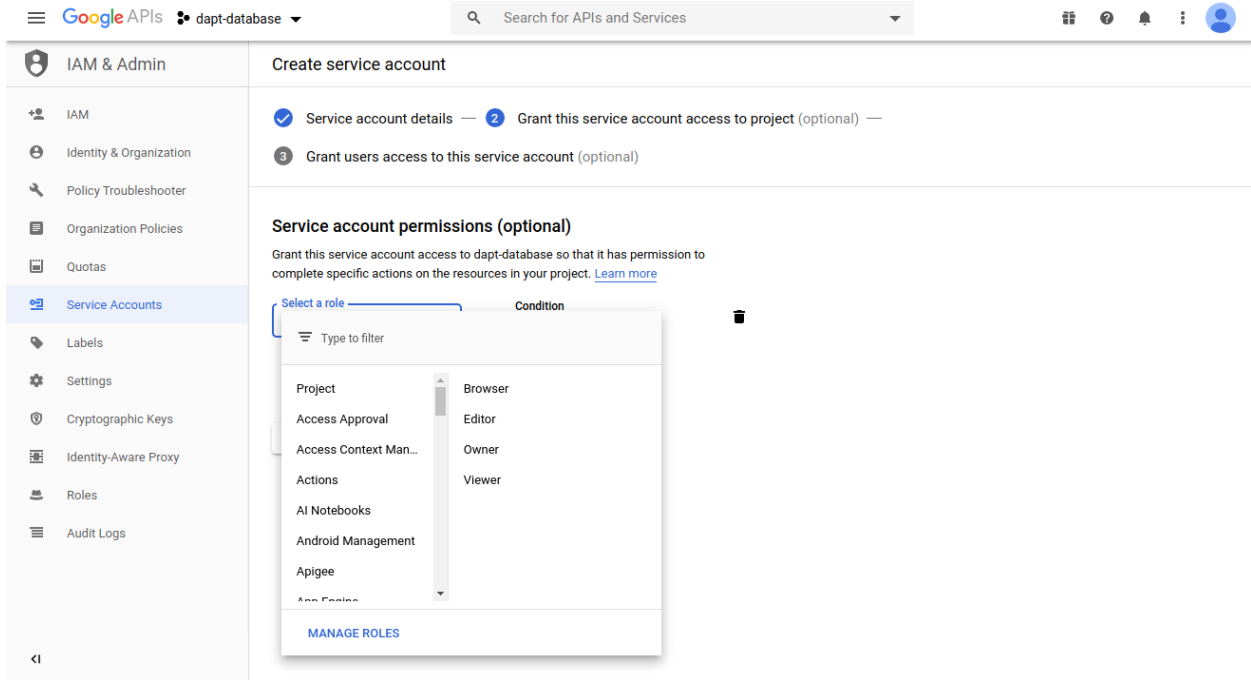 Google APIs dapt-database Search for APIs and Services
IAM & Admin
IAM
Identity & Organization
Policy Troubleshooter
Organization Policies
Quotas
Service Accounts
Labels
Settings
Cryptographic Keys
Identity-Aware Proxy
Roles
Audit Logs
Create service account
Service account details — 2 Grant this service account access to project (optional) —
3 Grant users access to this service account (optional)
Service account permissions (optional)
Grant this service account access to dapt-database so that it has permission to
complete specific actions on the resources in your project. Learn more
Select a role Condition
Type to filter
Project
Access Approval
Access Context Man...
Actions
AI Notebooks
Android Management
Apigee
App Engine
Browser
Editor
Owner
Viewer
MANAGE ROLES